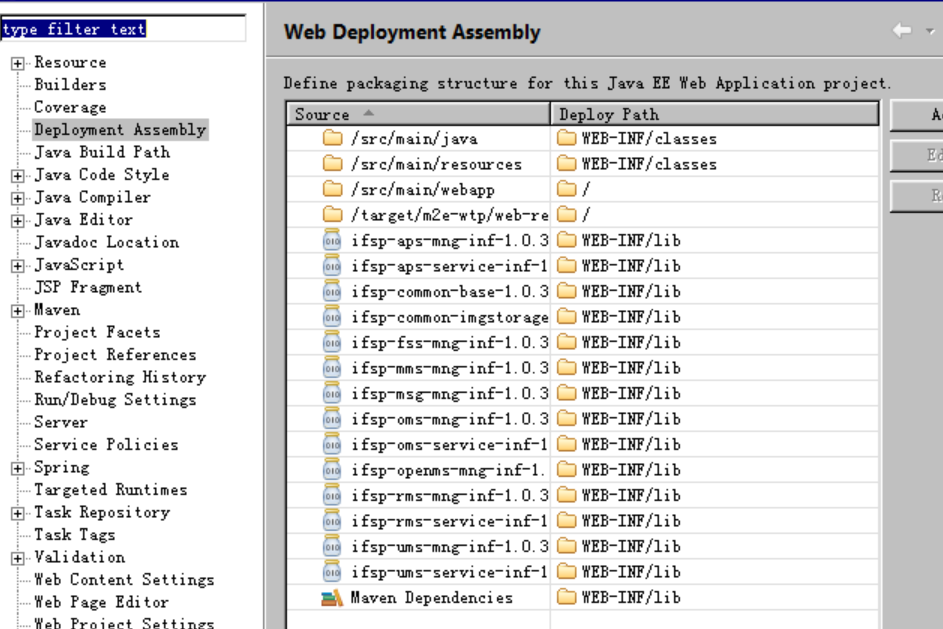 type filter text
Resource
Builders
Coverage
Deployment Assembly
Java Build Path
Java Code Style
Java Compiler
Java Editor
Javadoc Location
JavaScript
JSP Fragment
Maven
Project Facets
Project References
Refactoring History
Run/Debug Settings
Server
Service Policies
Spring
Targeted Runtimes
Task Repository
Task Tags
Validation
Web Content Settings
Web Page Editor
Web Project Settings
Web Deployment Assembly
Define packaging structure for this Java EE Web Application project.
Source Deploy Path
/src/main/java WEB-INF/classes
/src/main/resources WEB-INF/classes
/src/main/webapp /
/target/m2e-wtp/web-re /
ifsp-aps-mng-inf-1.0.3 WEB-INF/lib
ifsp-aps-service-inf-1 WEB-INF/lib
ifsp-common-base-1.0.3 WEB-INF/lib
ifsp-common-imgstorage WEB-INF/lib
ifsp-fss-mng-inf-1.0.3 WEB-INF/lib
ifsp-mms-mng-inf-1.0.3 WEB-INF/lib
ifsp-msg-mng-inf-1.0.3 WEB-INF/lib
ifsp-oms-mng-inf-1.0.3 WEB-INF/lib
ifsp-oms-service-inf-1 WEB-INF/lib
ifsp-openms-mng-inf-1. WEB-INF/lib
ifsp-rms-mng-inf-1.0.3 WEB-INF/lib
ifsp-rms-service-inf-1 WEB-INF/lib
ifsp-ums-mng-inf-1.0.3 WEB-INF/lib
ifsp-ums-service-inf-1 WEB-INF/lib
Maven Dependencies WEB-INF/lib